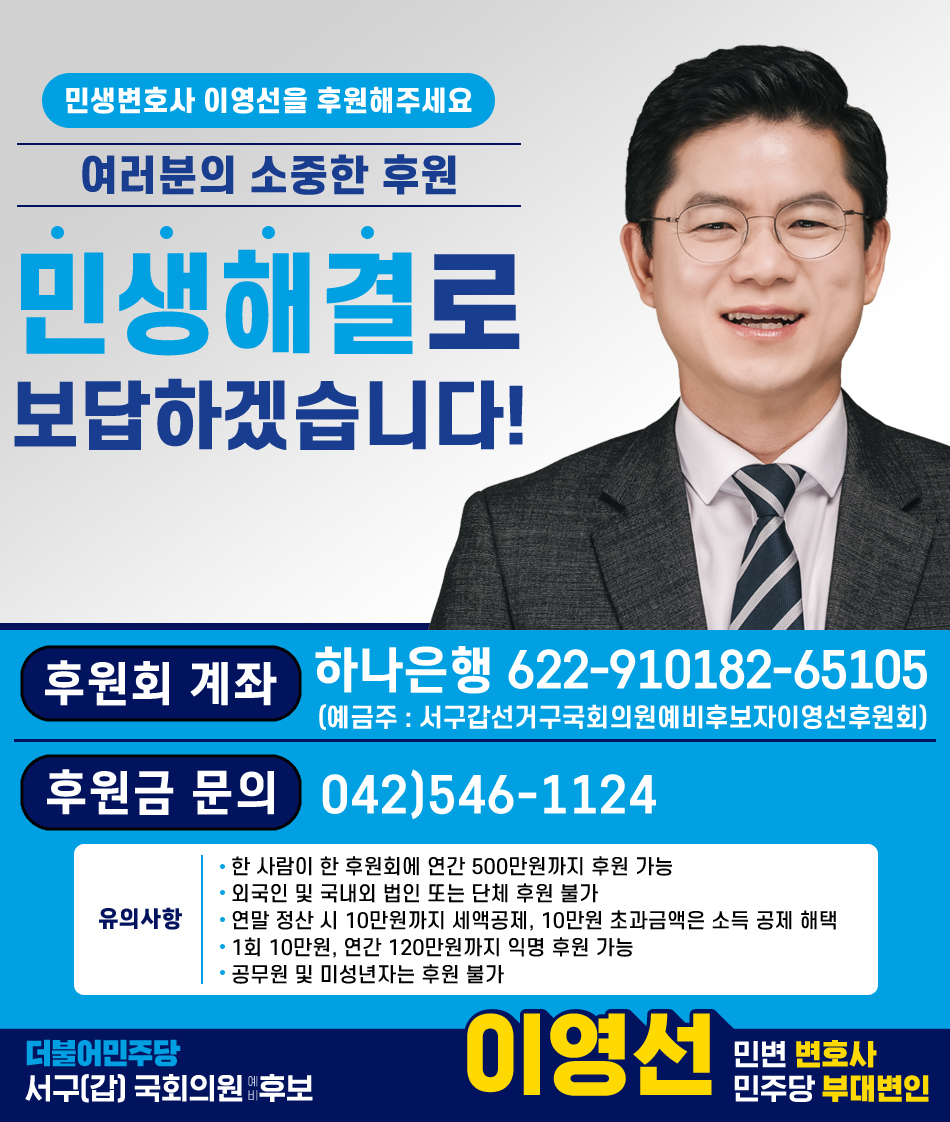 민생변호사 이영선을 후원해주세요
여러분의 소중한 후원
민생해결로
보답하겠습니다!
후원회 계좌
하나은행 622-910182-65105
(예금주 : 서구갑선거구국회의원예비후보자이영선후원회)
후원금 문의
042)546-1124
유의사항
• 한 사람이 한 후원회에 연간 500만원까지 후원 가능
• 외국인 및 국내외 법인 또는 단체 후원 불가
• 연말 정산 시 10만원까지 세액공제, 10만원 초과금액은 소득 공제 해택
• 1회 10만원, 연간 120만원까지 익명 후원 가능
• 공무원 및 미성년자는 후원 불가
더불어민주당
서구(갑) 국회의원 예비후보
이영선
민변 변호사
민주당 부대변인